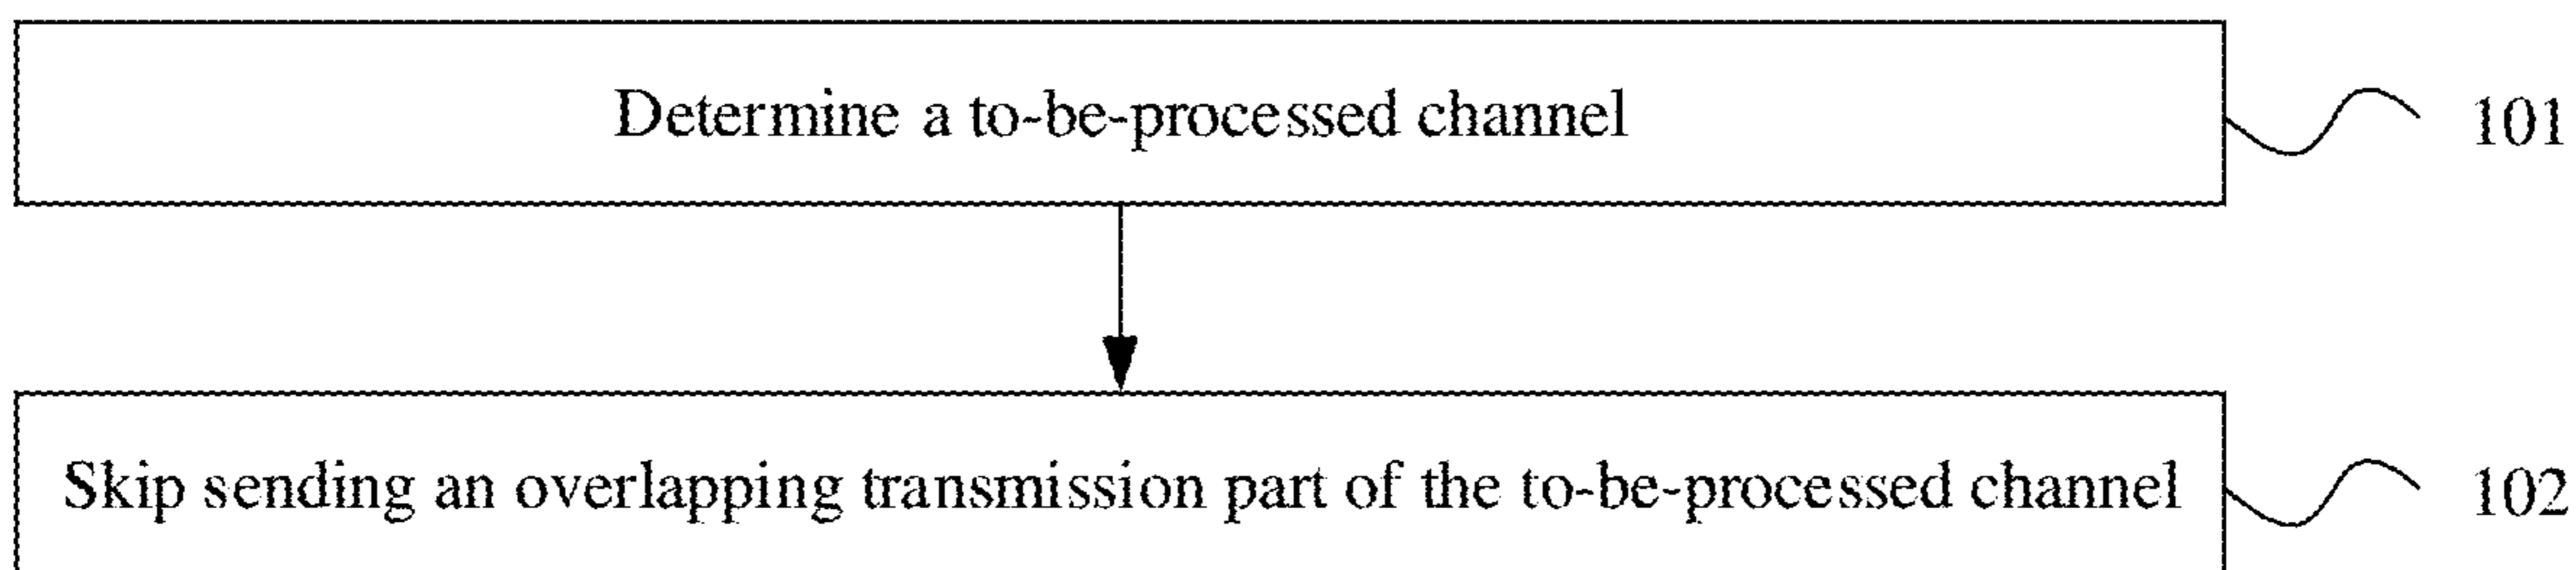 Determine a to-be-processed channel
101
Skip sending an overlapping transmission part of the to-be-processed channel
102